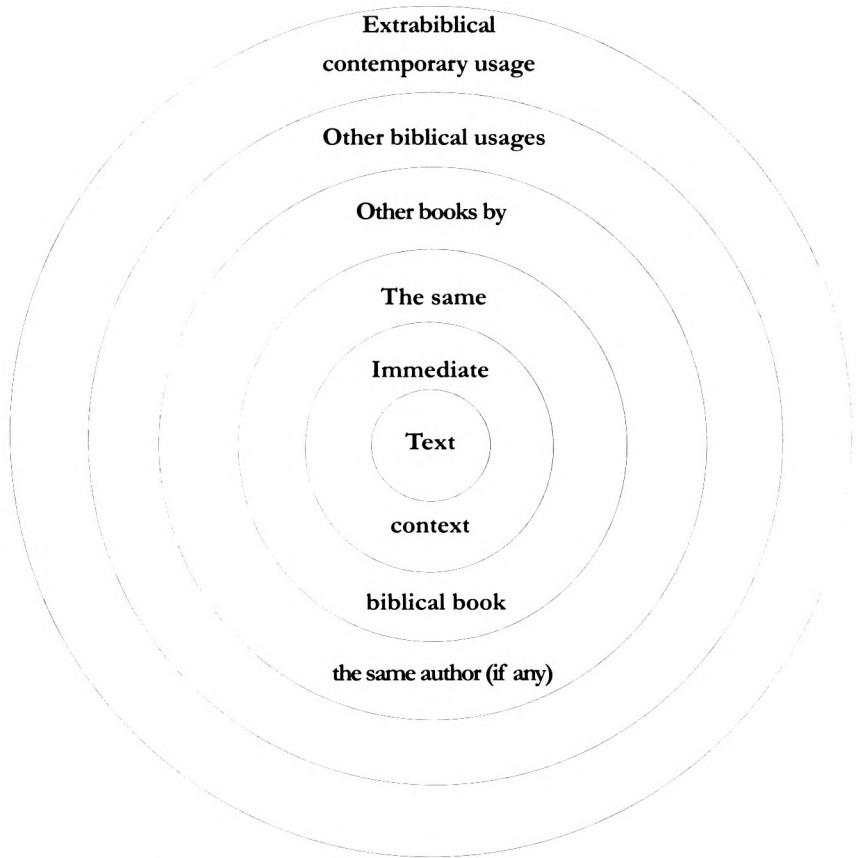 Extrabiblical
contemporary usage
Other biblical usages
Other books by
The same
Immediate
Text
context
biblical book
the same author (if any)